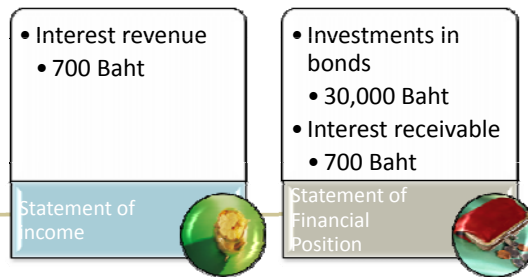 • Interest revenue
• 700 Baht
Statement of
income
• Investments in
bonds
• 30,000 Baht
• Interest receivable
• 700 Baht
Statement of
Financial
Position